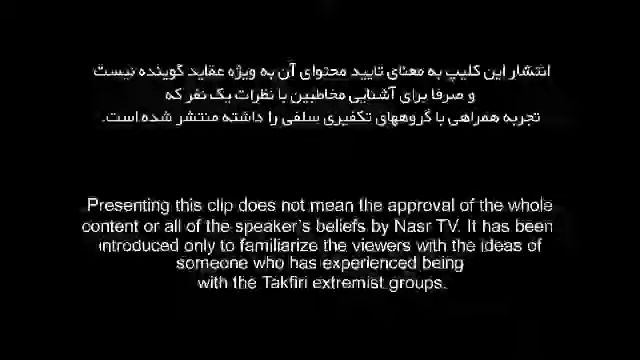 انتشار این کلیپ به معنای تایید محتوای آن به ویژه عقاید گوینده نیست
و صرفا برای آشنایی مخاطبین با نظرات یک نفر که
تجربه همراهی با گروههای تکفیری سلفی را داشته منتشر شده است.
Presenting this clip does not mean the approval of the whole
content or all of the speaker's beliefs by Nasr TV. It has been
introduced only to familiarize the viewers with the ideas of
someone who has experienced being
with the Takfiri extremist groups.